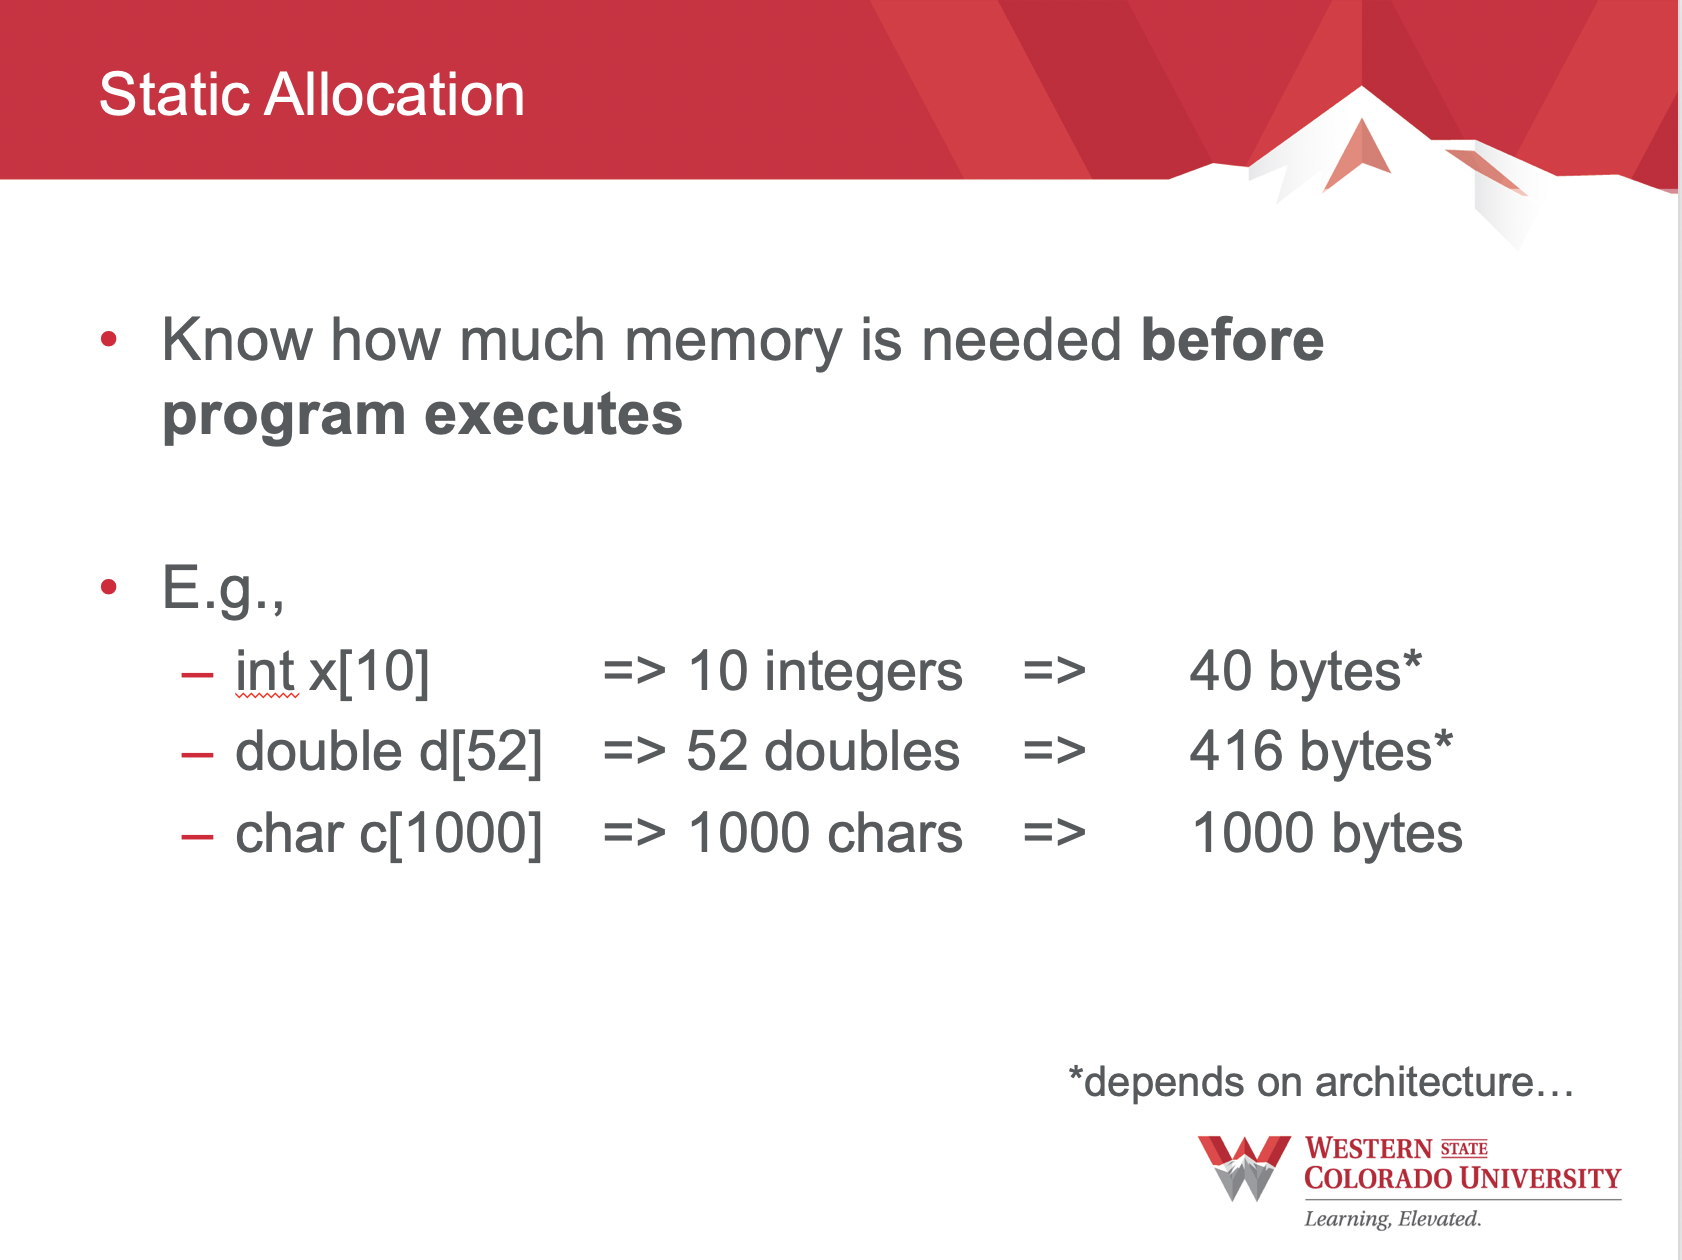 Static Allocation
• Know how much memory is needed before
program executes
• E.g.,
– int x[10] => 10 integers => 40 bytes*
– double d[52] => 52 doubles => 416 bytes*
– char c[1000] => 1000 chars => 1000 bytes
*depends on architecture…
WESTERN STATE
COLORADO UNIVERSITY
Learning, Elevated.